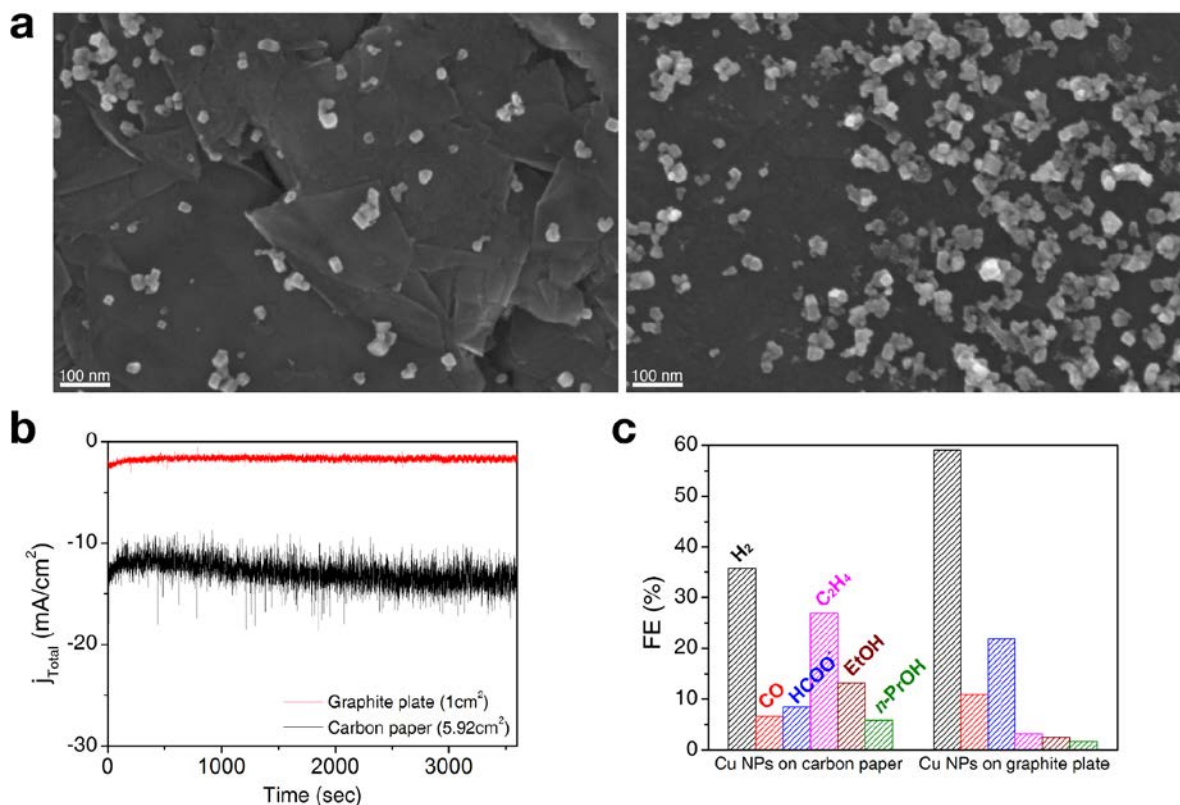 a
100 nm
100 nm
b
0
-10
-20
-30
j_Total (mA/cm²)
Graphite plate (1cm²)
Carbon paper (5.92cm²)
0 1000 2000 3000
Time (sec)
c
60
50
40
30
20
10
0
FE (%)
H₂
CO
HCOO⁻
C₂H₄
EtOH
n-PrOH
Cu NPs on carbon paper
Cu NPs on graphite plate